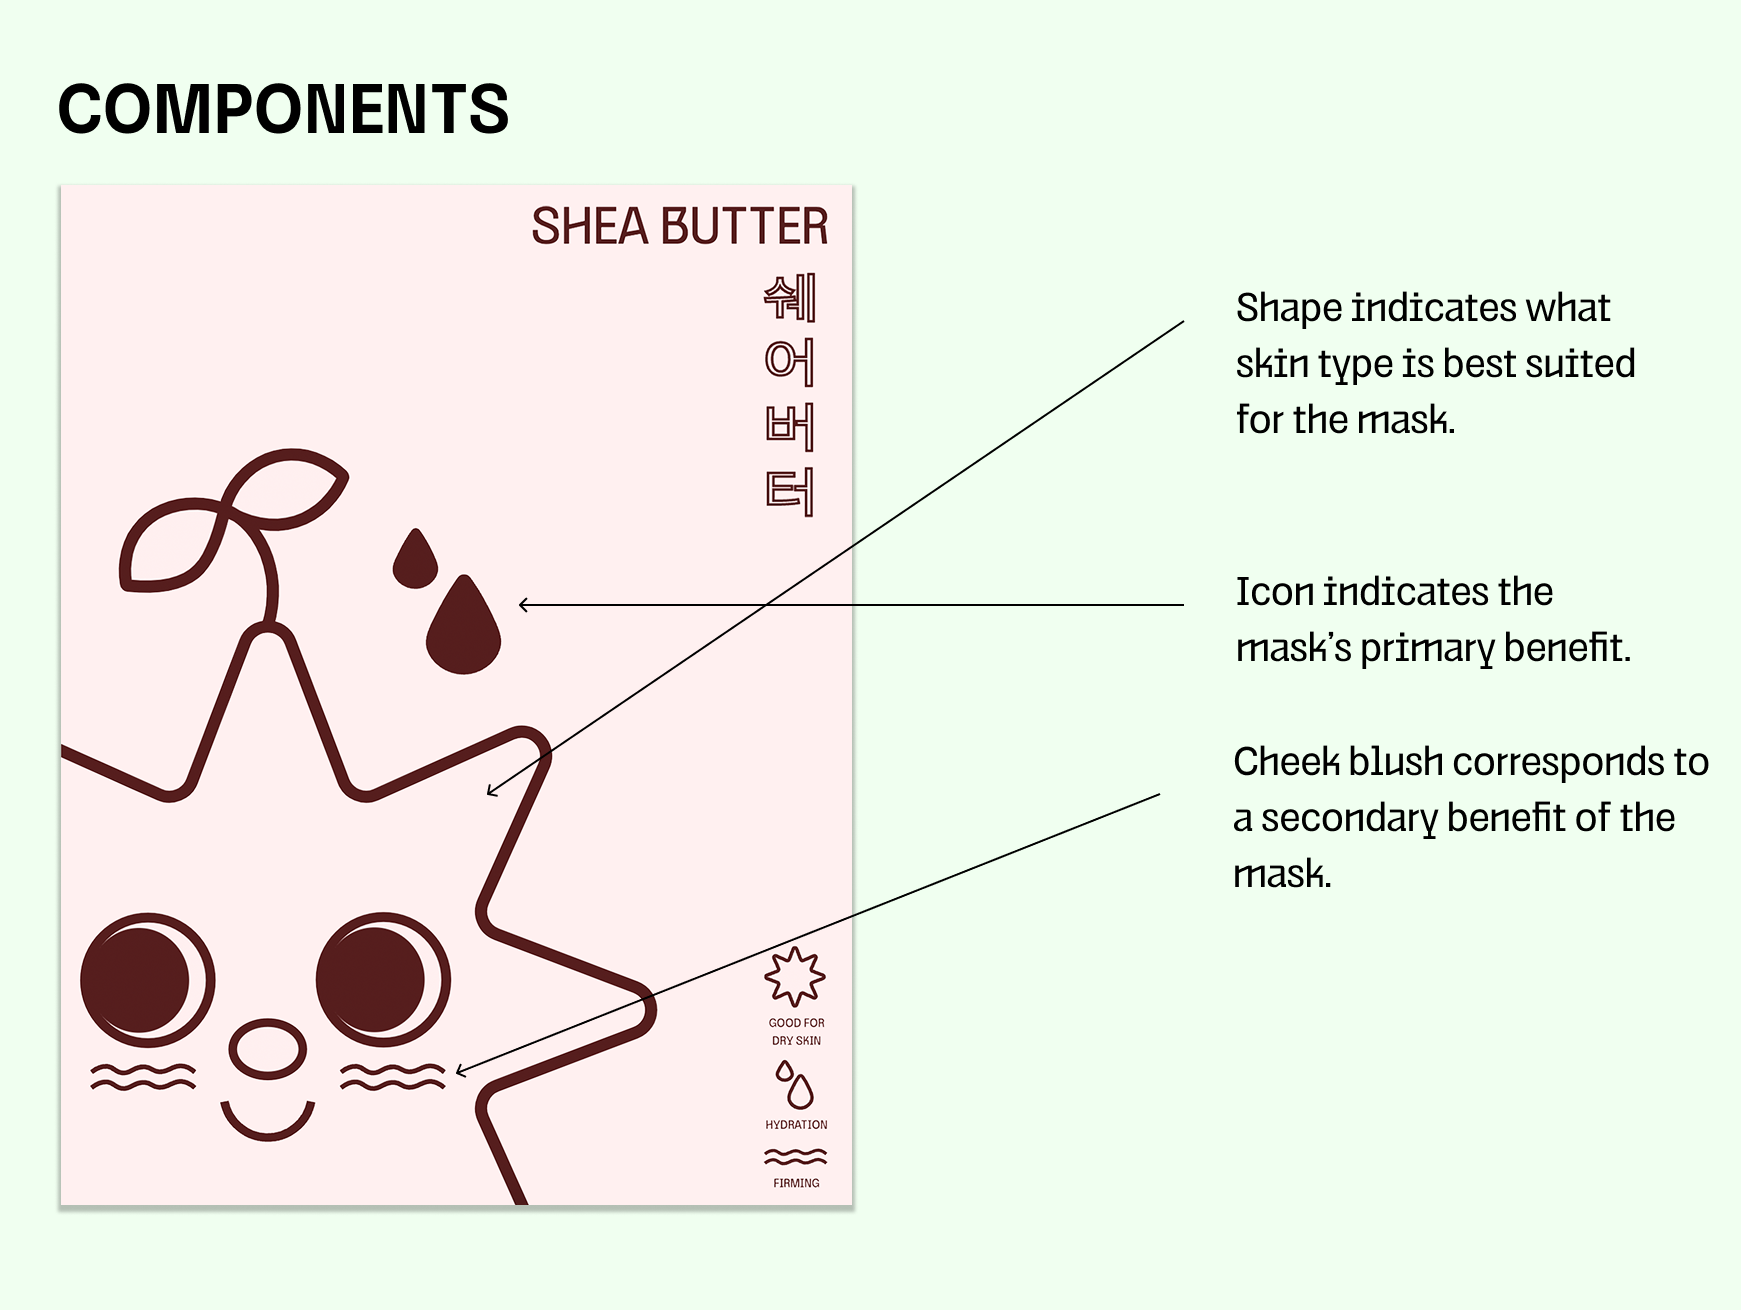 COMPONENTS
SHEA BUTTER
쉐
어
버
터
Shape indicates what
skin type is best suited
for the mask.
Icon indicates the
mask’s primary benefit.
Cheek blush corresponds to
a secondary benefit of the
mask.
GOOD FOR
DRY SKIN
HYDRATION
FIRMING